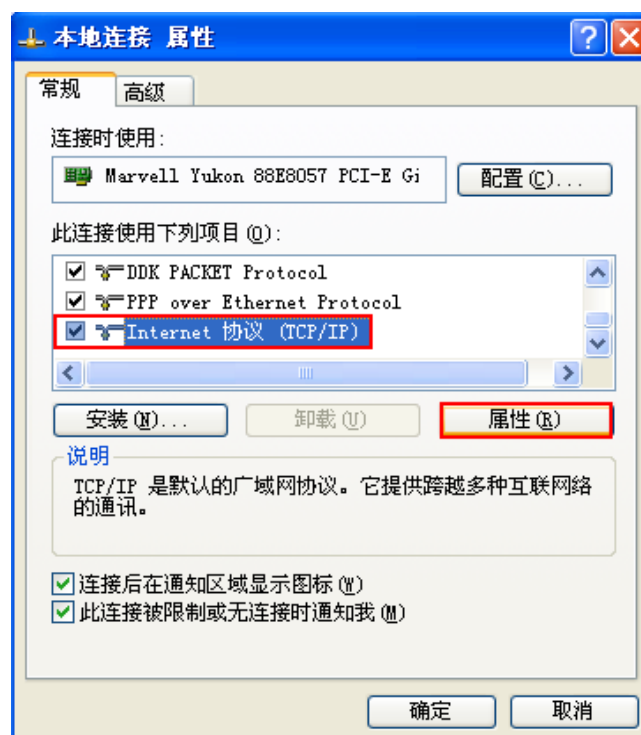 本地连接 属性
常规
高级
连接时使用:
Marvell Yukon 88E8057 PCI-E Gi
配置(C)...
此连接使用下列项目(O):
DDK PACKET Protocol
PPP over Ethernet Protocol
Internet 协议 (TCP/IP)
安装(N)...
卸载(U)
属性(R)
说明
TCP/IP 是默认的广域网协议。它提供跨越多种互联网络
的通讯。
连接后在通知区域显示图标(W)
此连接被限制或无连接时通知我(M)
确定
取消